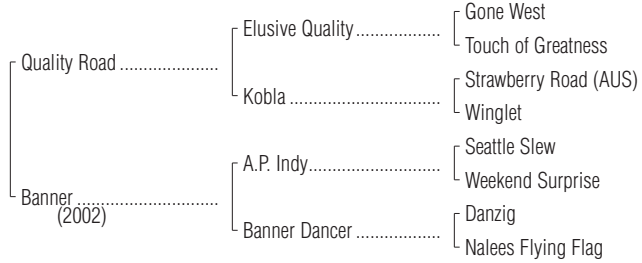 Gone West
Elusive Quality ..................
Touch of Greatness
Quality Road .....................
Strawberry Road (AUS)
Kobla ................................
Winglet
Seattle Slew
A.P. Indy............................
Weekend Surprise
Banner ..............................
(2002)
Danzig
Banner Dancer ..................
Nalees Flying Flag